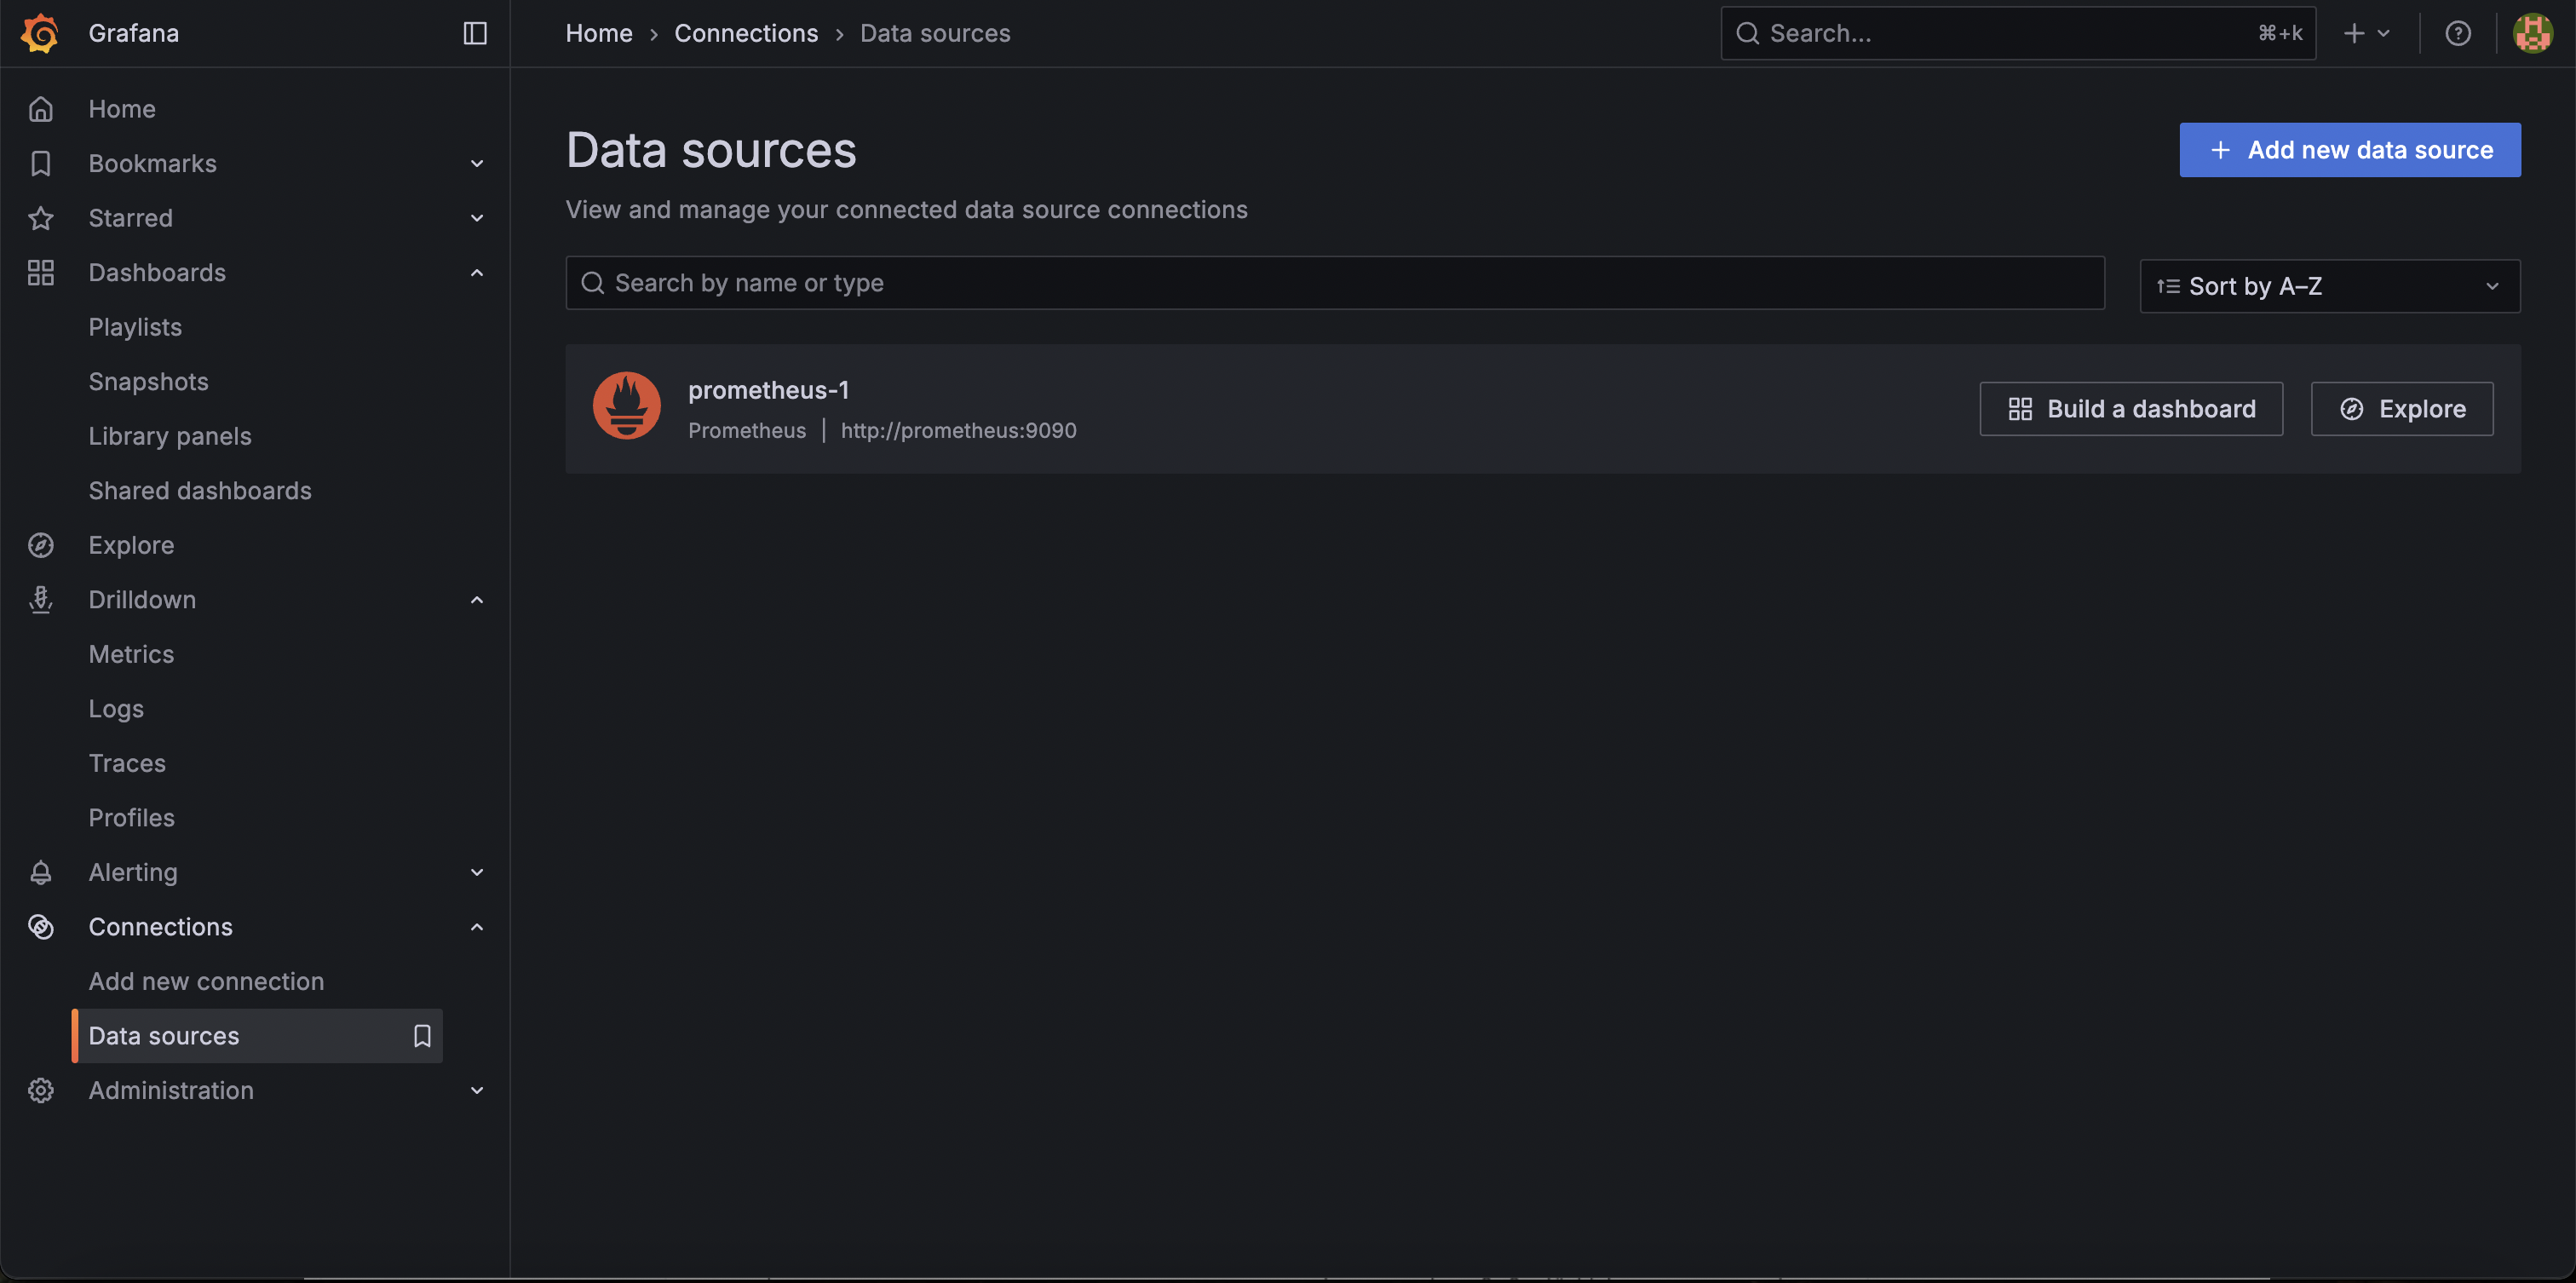 Grafana
Home
Bookmarks
Starred
Dashboards
Playlists
Snapshots
Library panels
Shared dashboards
Explore
Drilldown
Metrics
Logs
Traces
Profiles
Alerting
Connections
Add new connection
Data sources
Administration
Home › Connections › Data sources
Search...
⌘+k
Data sources
Add new data source
View and manage your connected data source connections
Search by name or type
Sort by A–Z
prometheus-1
Prometheus | http://prometheus:9090
Build a dashboard
Explore